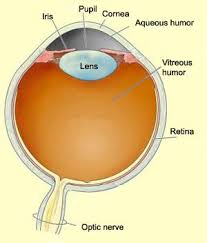 Pupil
Cornea
Iris
Aqueous humor
Lens
Vitreous
humor
Retina
Optic nerve